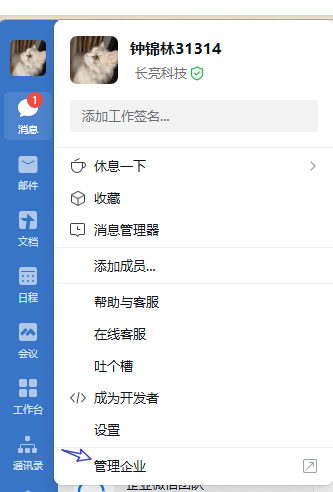 钟锦林31314
长亮科技
添加工作签名...
1
消息
邮件
文档
日程
会议
工作台
通讯录
休息一下
收藏
消息管理器
添加成员...
帮助与客服
在线客服
吐个槽
成为开发者
设置
管理企业